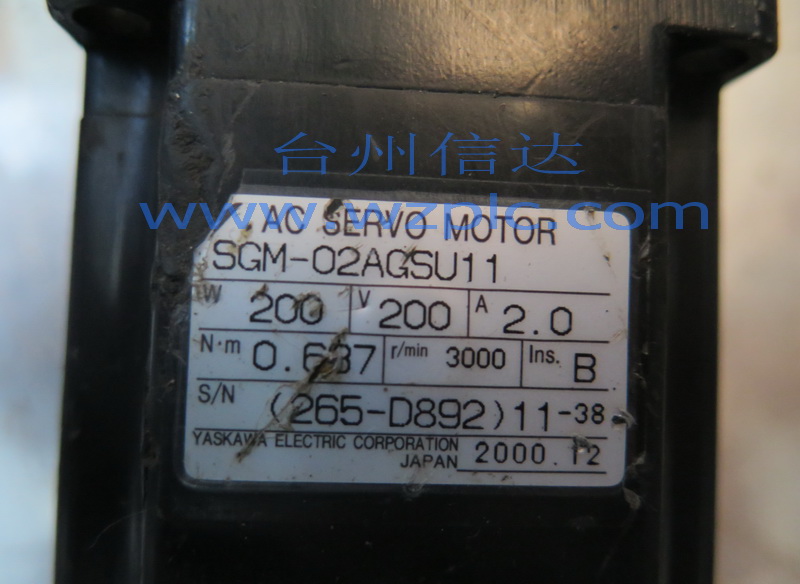 台州信达
www.wzplc.com
AC SERVO MOTOR
SGM-02AGSU11
W 200 V 200 A 2.0
N·m 0.637 r/min 3000 Ins. B
S/N (265-D892)11-38
YASKAWA ELECTRIC CORPORATION
JAPAN 2000.12